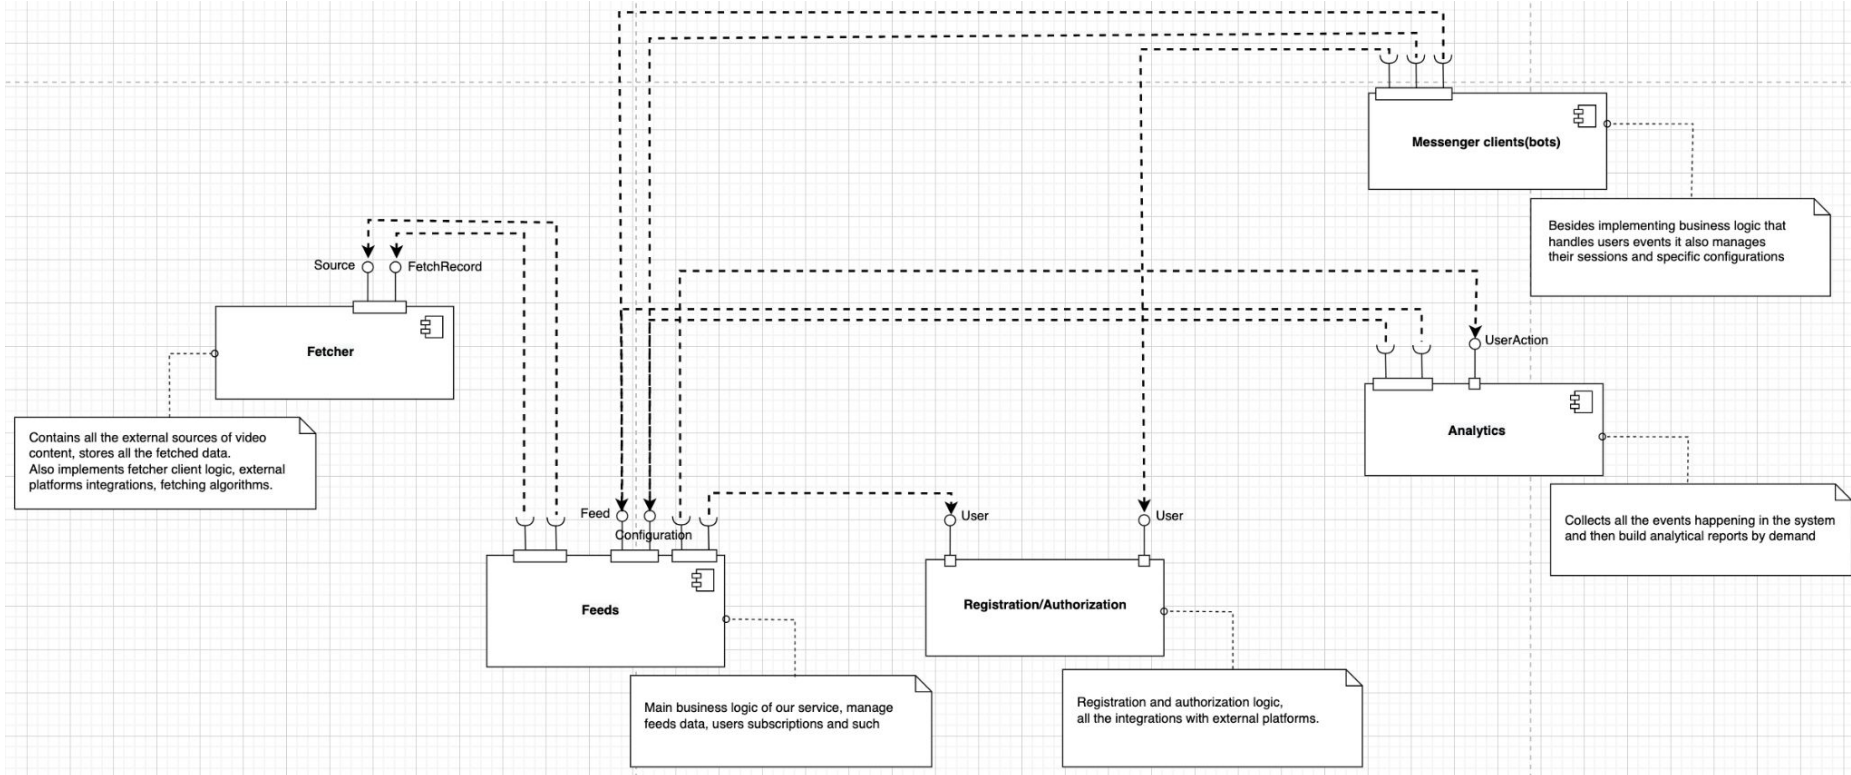 Messenger clients(bots)
Besides implementing business logic that
handles users events it also manages
their sessions and specific configurations
Source
FetchRecord
Fetcher
Contains all the external sources of video
content, stores all the fetched data.
Also implements fetcher client logic, external
platforms integrations, fetching algorithms.
UserAction
Analytics
Collects all the events happening in the system
and then build analytical reports by demand
Feed
Configuration
Feeds
Main business logic of our service, manage
feeds data, users subscriptions and such
User
User
Registration/Authorization
Registration and authorization logic,
all the integrations with external platforms.